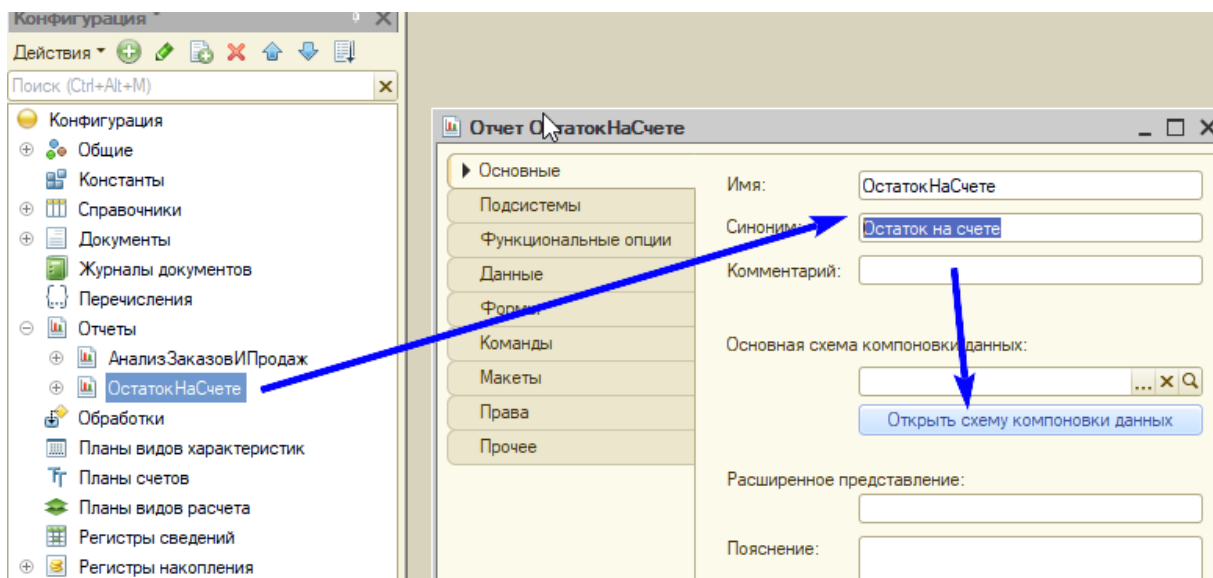 Конфигурация *
Действия
Поиск (Ctrl+Alt+M)
Конфигурация
Общие
Константы
Справочники
Документы
Журналы документов
Перечисления
Отчеты
АнализЗаказовИПродаж
ОстатокНаСчете
Обработки
Планы видов характеристик
Планы счетов
Планы видов расчета
Регистры сведений
Регистры накопления
Отчет ОстатокНаСчете
Основные
Подсистемы
Функциональные опции
Данные
Формы
Команды
Макеты
Права
Прочее
Имя:
ОстатокНаСчете
Синоним:
Остаток на счете
Комментарий:
Основная схема компоновки данных:
...
Открыть схему компоновки данных
Расширенное представление:
Пояснение: